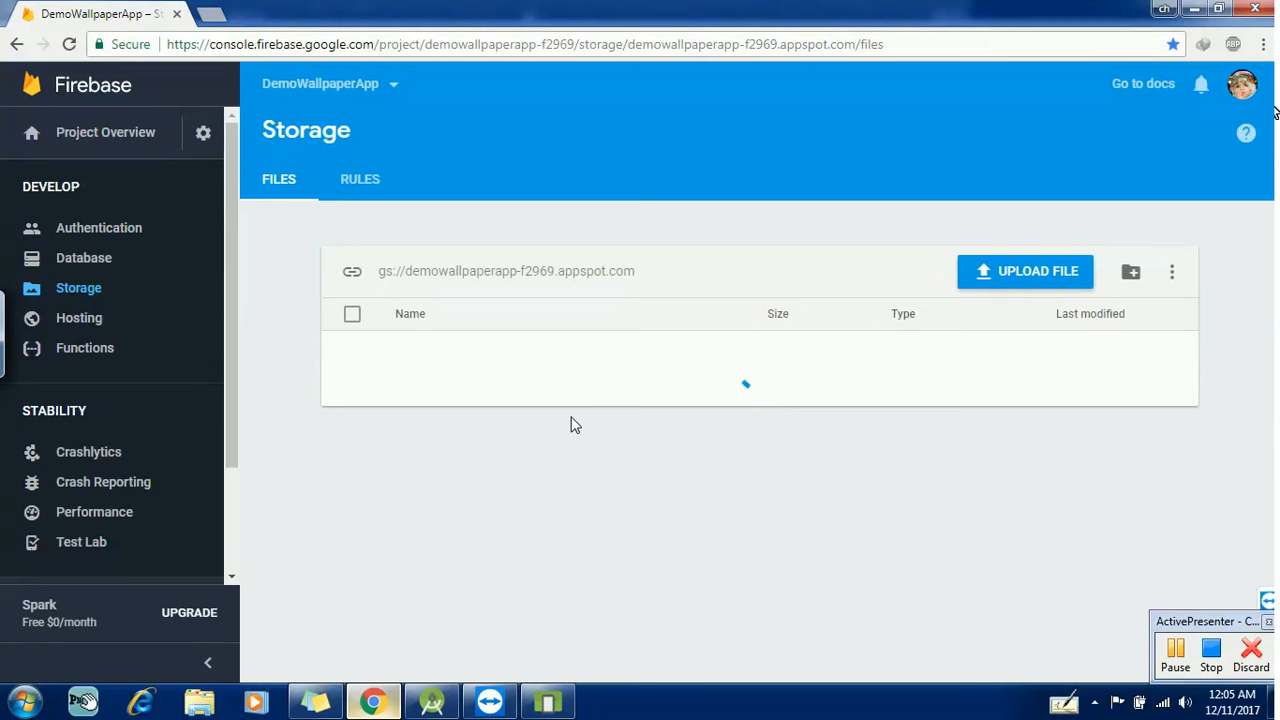 DemoWallpaperApp – St
ch
Secure
https://console.firebase.google.com/project/demowallpaperapp-f2969/storage/demowallpaperapp-f2969.appspot.com/files
ABP
Firebase
DemoWallpaperApp
Go to docs
Project Overview
Storage
?
FILES
RULES
DEVELOP
Authentication
Database
Storage
Hosting
Functions
gs://demowallpaperapp-f2969.appspot.com
UPLOAD FILE
Name
Size
Type
Last modified
STABILITY
Crashlytics
Crash Reporting
Performance
Test Lab
Spark
Free $0/month
UPGRADE
ActivePresenter - C...
Pause
Stop
Discard
12:05 AM
12/11/2017